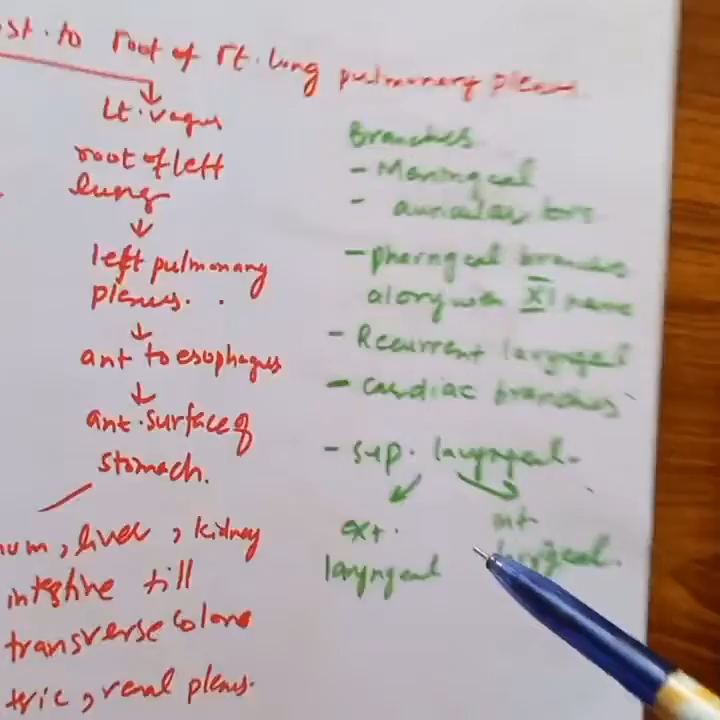 st. to root of rt. lung pulmonary plexus
Lt. vagus
root of left
lung
left pulmonary
plexus.
ant to esophagus
ant. surface of
stomach.
num, liver, kidney
intestine till
transverse colon
teric, renal plexus.
Branches
- Meningeal
- auricular
- pharngeal branches
along with XI nerve
- Recurrent laryngeal
- cardiac branches
- sup. laryngeal
ext.
laryngeal
int
laryngeal.